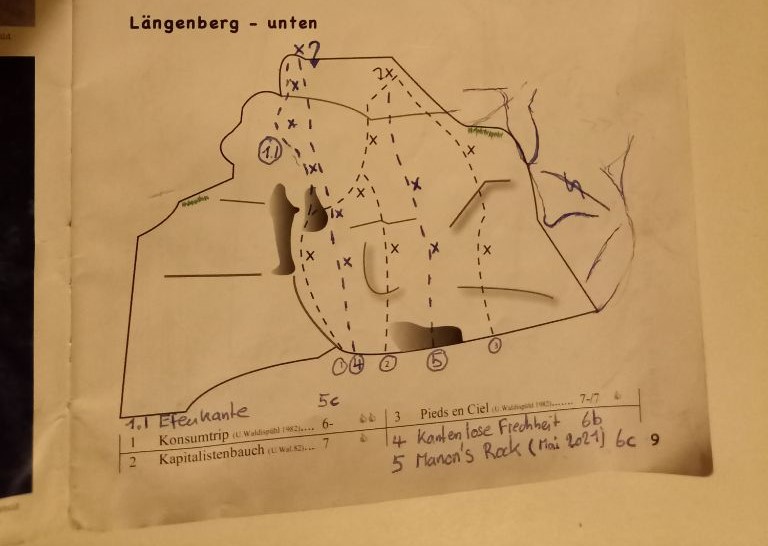 Längenberg - unten
x ?
x
2x
x
1.1
x
x
x
x
x
x
x
x
x
x
x
x
x
1 4 2 5 3
1.1 Efeukante 5c
1 Konsumtrip (U.Waldispühl 1982).... 6-
2 Kapitalistenbauch (U.Wal.82).... 7
3 Pieds en Ciel (U.Waldispühl 1982)....... 7-/7
4 Kantenlose Frechheit 6b
5 Manon's Rock (Mai 2021) 6c
9